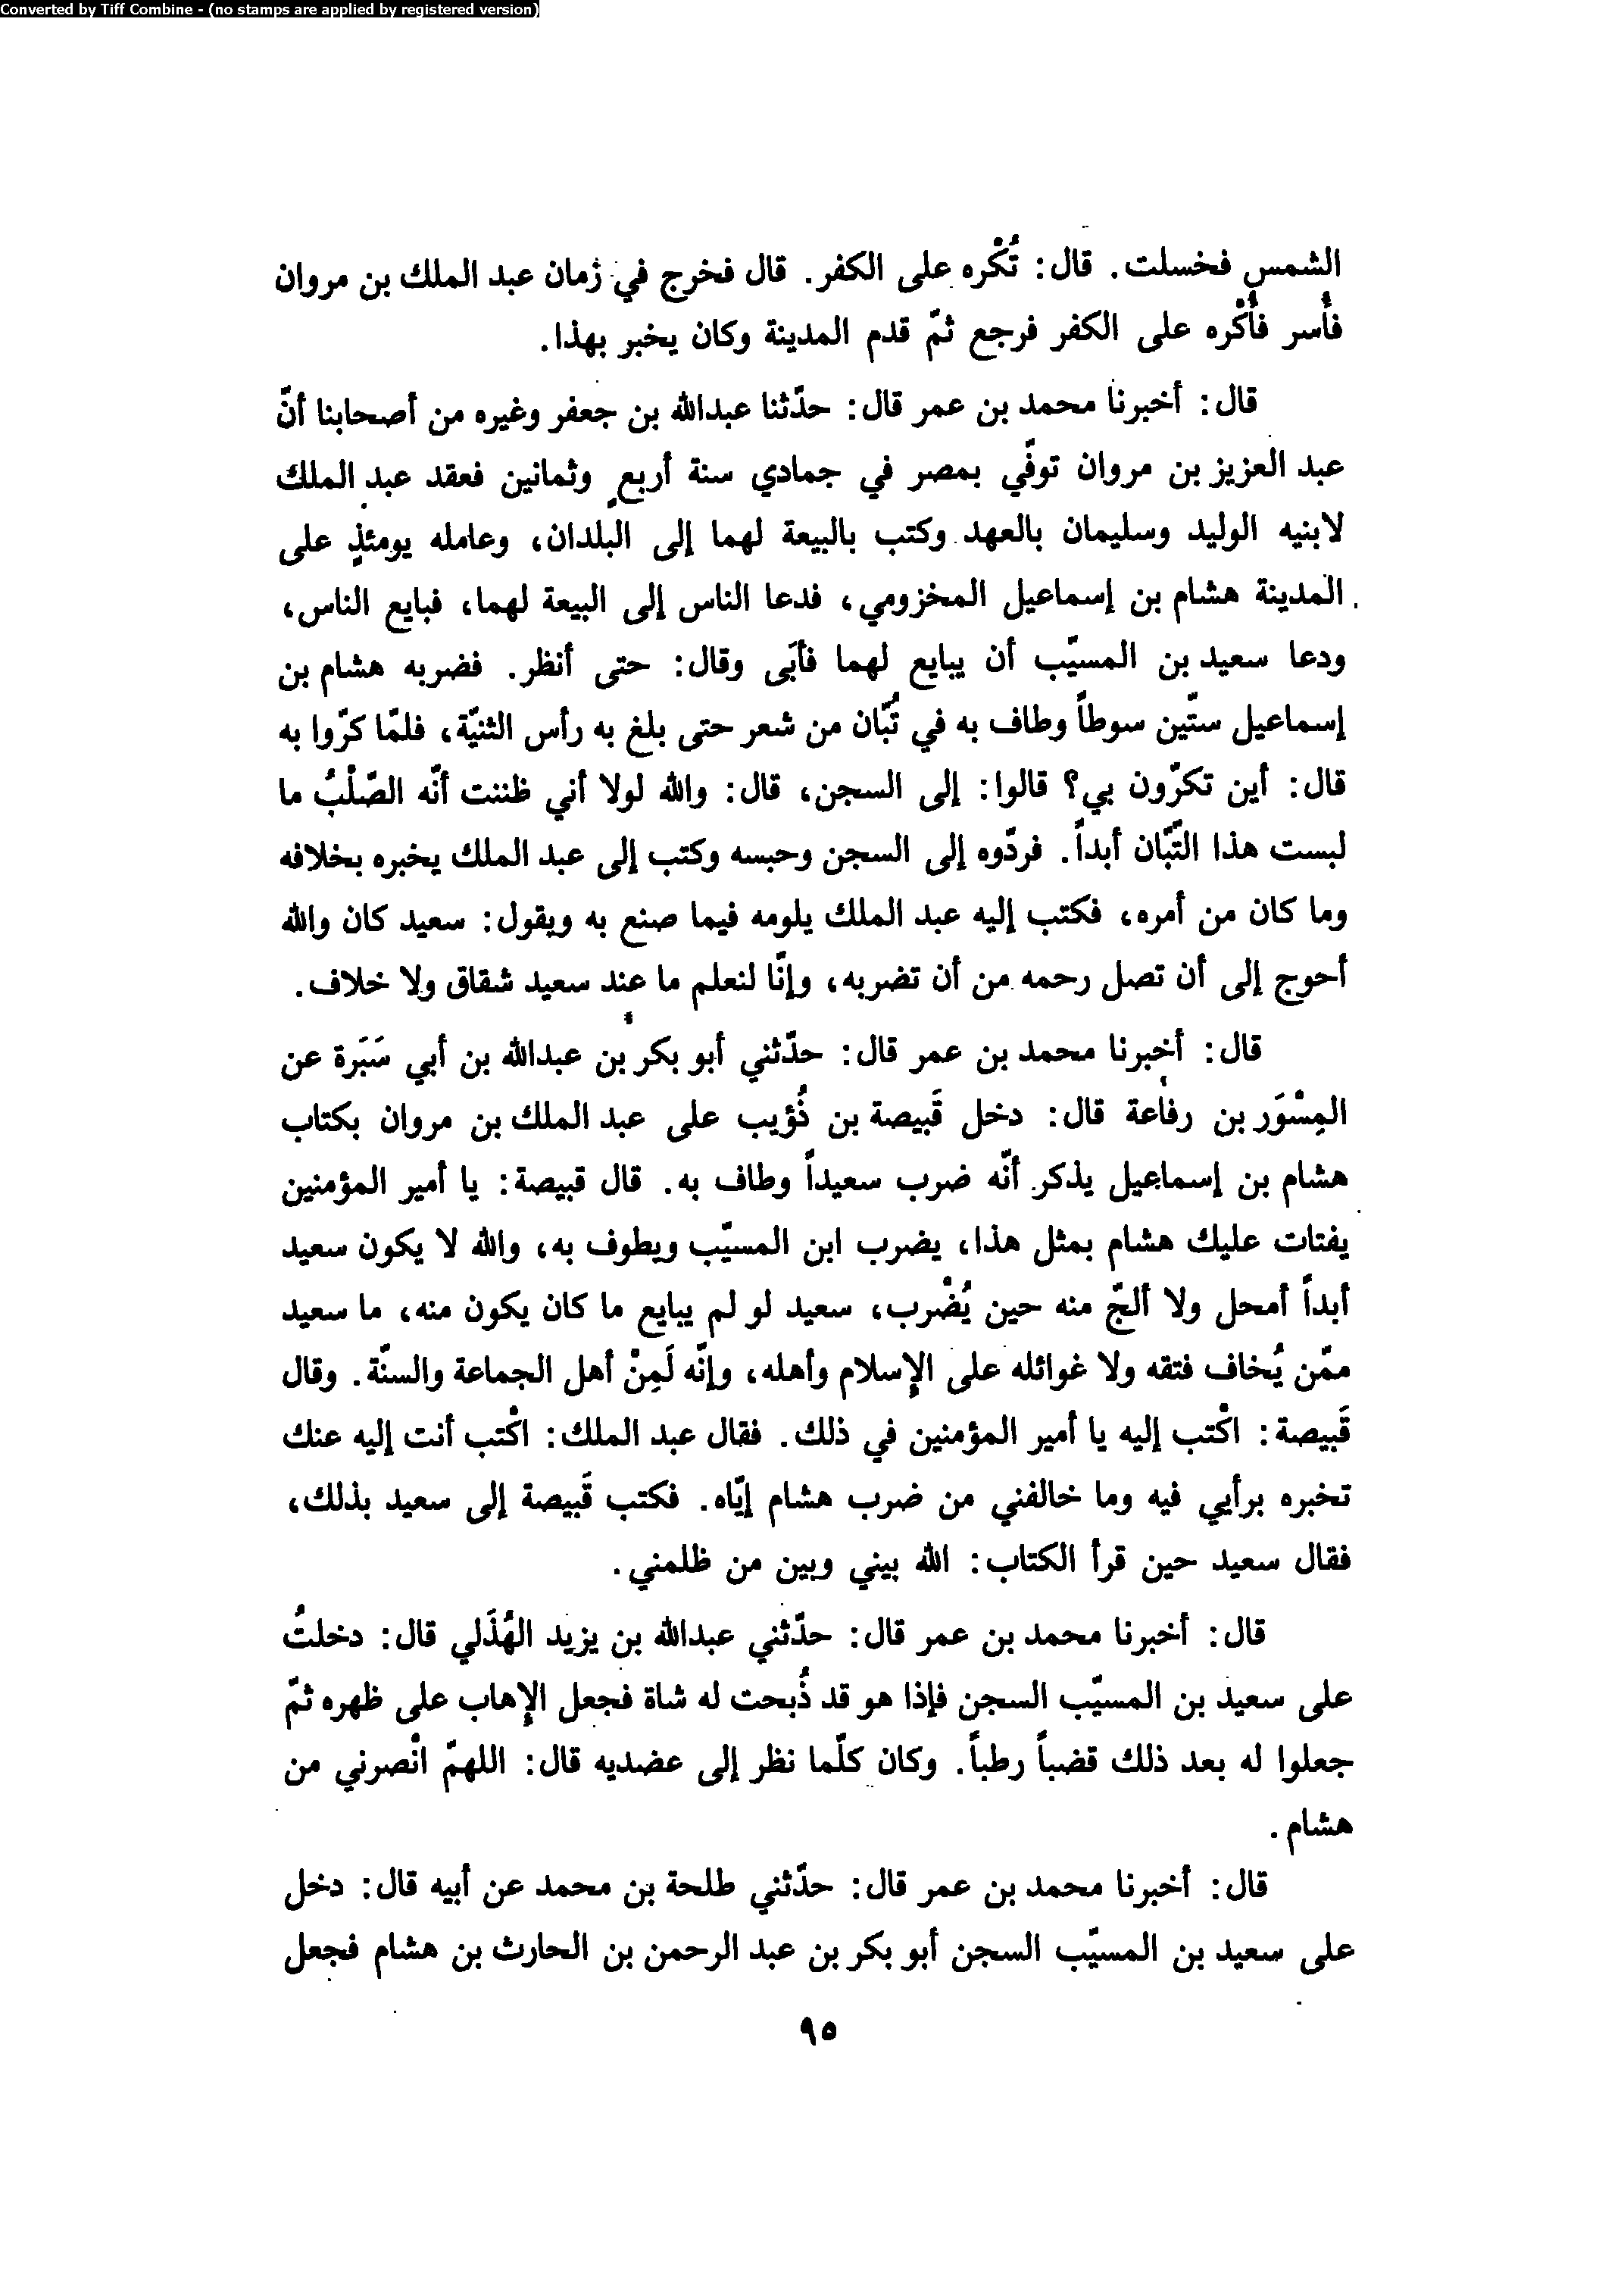 Converted by Tiff Combine - (no stamps are applied by registered version)
الشمس فخسلت. قال: تُكْره على الكفر. قال فخرج في زمان عبد الملك بن مروان
فأُسر فأُكْره على الكفر فرجع ثمّ قدم المدينة وكان يخبر بهذا.
قال: أخبرنا محمد بن عمر قال: حدّثنا عبدالله بن جعفر وغيره من أصحابنا أنّ
عبد العزيز بن مروان توفّي بمصر في جمادي سنة أربعٍ وثمانين فعقد عبد الملك
لابنيه الوليد وسليمان بالعهد وكتب بالبيعة لهما إلى البلدان، وعامله يومئذٍ على
المدينة هشام بن إسماعيل المخزومي، فدعا الناس إلى البيعة لهما، فبايع الناس،
ودعا سعيد بن المسيّب أن يبايع لهما فأبَى وقال: حتى أنظر. فضربه هشام بن
إسماعيل ستّين سوطاً وطاف به في تُبّان من شعر حتى بلغ به رأس الثنيّة، فلمّا كرّوا به
قال: أين تكرّون بي؟ قالوا: إلى السجن، قال: والله لولا أني ظننت أنّه الصّلْبُ ما
لبست هذا التّبّان أبداً. فردّوه إلى السجن وحبسه وكتب إلى عبد الملك يخبره بخلافه
وما كان من أمره، فكتب إليه عبد الملك يلومه فيما صنع به ويقول: سعيد كان والله
أحوج إلى أن تصل رحمه من أن تضربه، وإنّا لنعلم ما عند سعيد شقاق ولا خلاف.
قال: أخبرنا محمد بن عمر قال: حدّثني أبو بكر بن عبدالله بن أبي سَبَرة عن
المِسْوَر بن رفاعة قال: دخل قَبيصة بن ذُؤيب على عبد الملك بن مروان بكتاب
هشام بن إسماعيل يذكر أنّه ضرب سعيداً وطاف به. قال قبيصة: يا أمير المؤمنين
يفتات عليك هشام بمثل هذا، يضرب ابن المسيّب ويطوف به، والله لا يكون سعيد
أبداً أمحل ولا ألجّ منه حين يُضْرب، سعيد لو لم يبايع ما كان يكون منه، ما سعيد
ممّن يُخاف فتقه ولا غوائله على الإسلام وأهله، وإنّه لَمِنْ أهل الجماعة والسنّة. وقال
قَبيصة: اكْتب إليه يا أمير المؤمنين في ذلك. فقال عبد الملك: اكْتب أنت إليه عنك
تخبره برأيي فيه وما خالفني من ضرب هشام إيّاه. فكتب قَبيصة إلى سعيد بذلك،
فقال سعيد حين قرأ الكتاب: الله بيني وبين من ظلمني.
قال: أخبرنا محمد بن عمر قال: حدّثني عبدالله بن يزيد الهُذَلي قال: دخلتُ
على سعيد بن المسيّب السجن فإذا هو قد ذُبحت له شاة فجعل الإهاب على ظهره ثمّ
جعلوا له بعد ذلك قضباً رطباً. وكان كلّما نظر إلى عضديه قال: اللهمّ انْصرني من
هشام.
قال: أخبرنا محمد بن عمر قال: حدّثني طلحة بن محمد عن أبيه قال: دخل
على سعيد بن المسيّب السجن أبو بكر بن عبد الرحمن بن الحارث بن هشام فجعل
٩٥